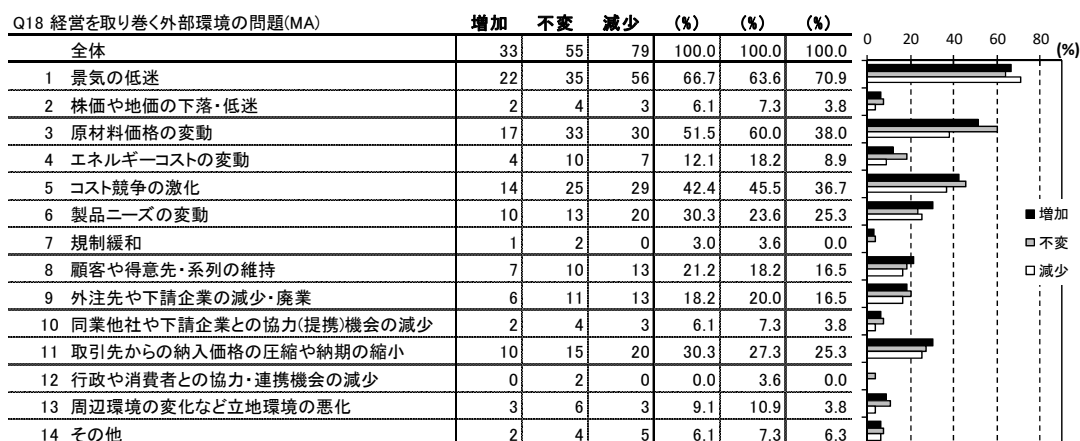 Q18 経営を取り巻く外部環境の問題(MA) 増加 不変 減少 (%) (%) (%)
全体 33 55 79 100.0 100.0 100.0
0 20 40 60 80 (%)
1 景気の低迷 22 35 56 66.7 63.6 70.9
2 株価や地価の下落・低迷 2 4 3 6.1 7.3 3.8
3 原材料価格の変動 17 33 30 51.5 60.0 38.0
4 エネルギーコストの変動 4 10 7 12.1 18.2 8.9
5 コスト競争の激化 14 25 29 42.4 45.5 36.7
6 製品ニーズの変動 10 13 20 30.3 23.6 25.3
7 規制緩和 1 2 0 3.0 3.6 0.0
8 顧客や得意先・系列の維持 7 10 13 21.2 18.2 16.5
9 外注先や下請企業の減少・廃業 6 11 13 18.2 20.0 16.5
10 同業他社や下請企業との協力(提携)機会の減少 2 4 3 6.1 7.3 3.8
11 取引先からの納入価格の圧縮や納期の縮小 10 15 20 30.3 27.3 25.3
12 行政や消費者との協力・連携機会の減少 0 2 0 0.0 3.6 0.0
13 周辺環境の変化など立地環境の悪化 3 6 3 9.1 10.9 3.8
14 その他 2 4 5 6.1 7.3 6.3
増加
不変
減少